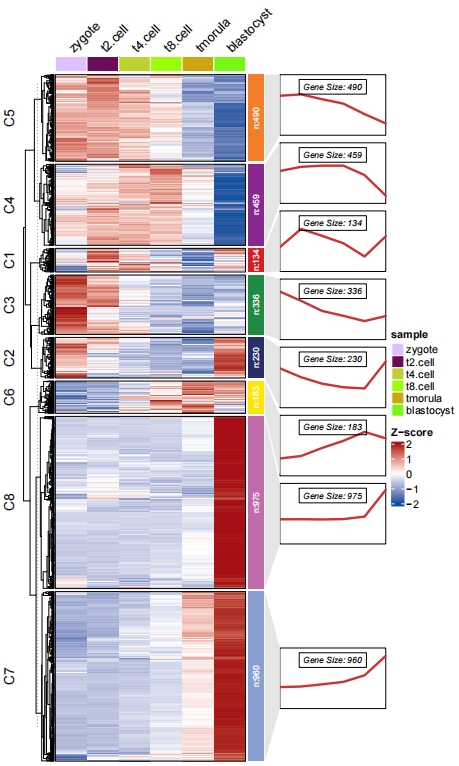 zygote t2.cell t4.cell t8.cell tmorula blastocyst
C5 n:490 Gene Size: 490
C4 n:459 Gene Size: 459
C1 n:134 Gene Size: 134
C3 n:336 Gene Size: 336
C2 n:230 Gene Size: 230
C6 n:183 Gene Size: 183
C8 n:975 Gene Size: 975
C7 n:960 Gene Size: 960
sample
zygote
t2.cell
t4.cell
t8.cell
tmorula
blastocyst
Z−score
2
1
0
−1
−2